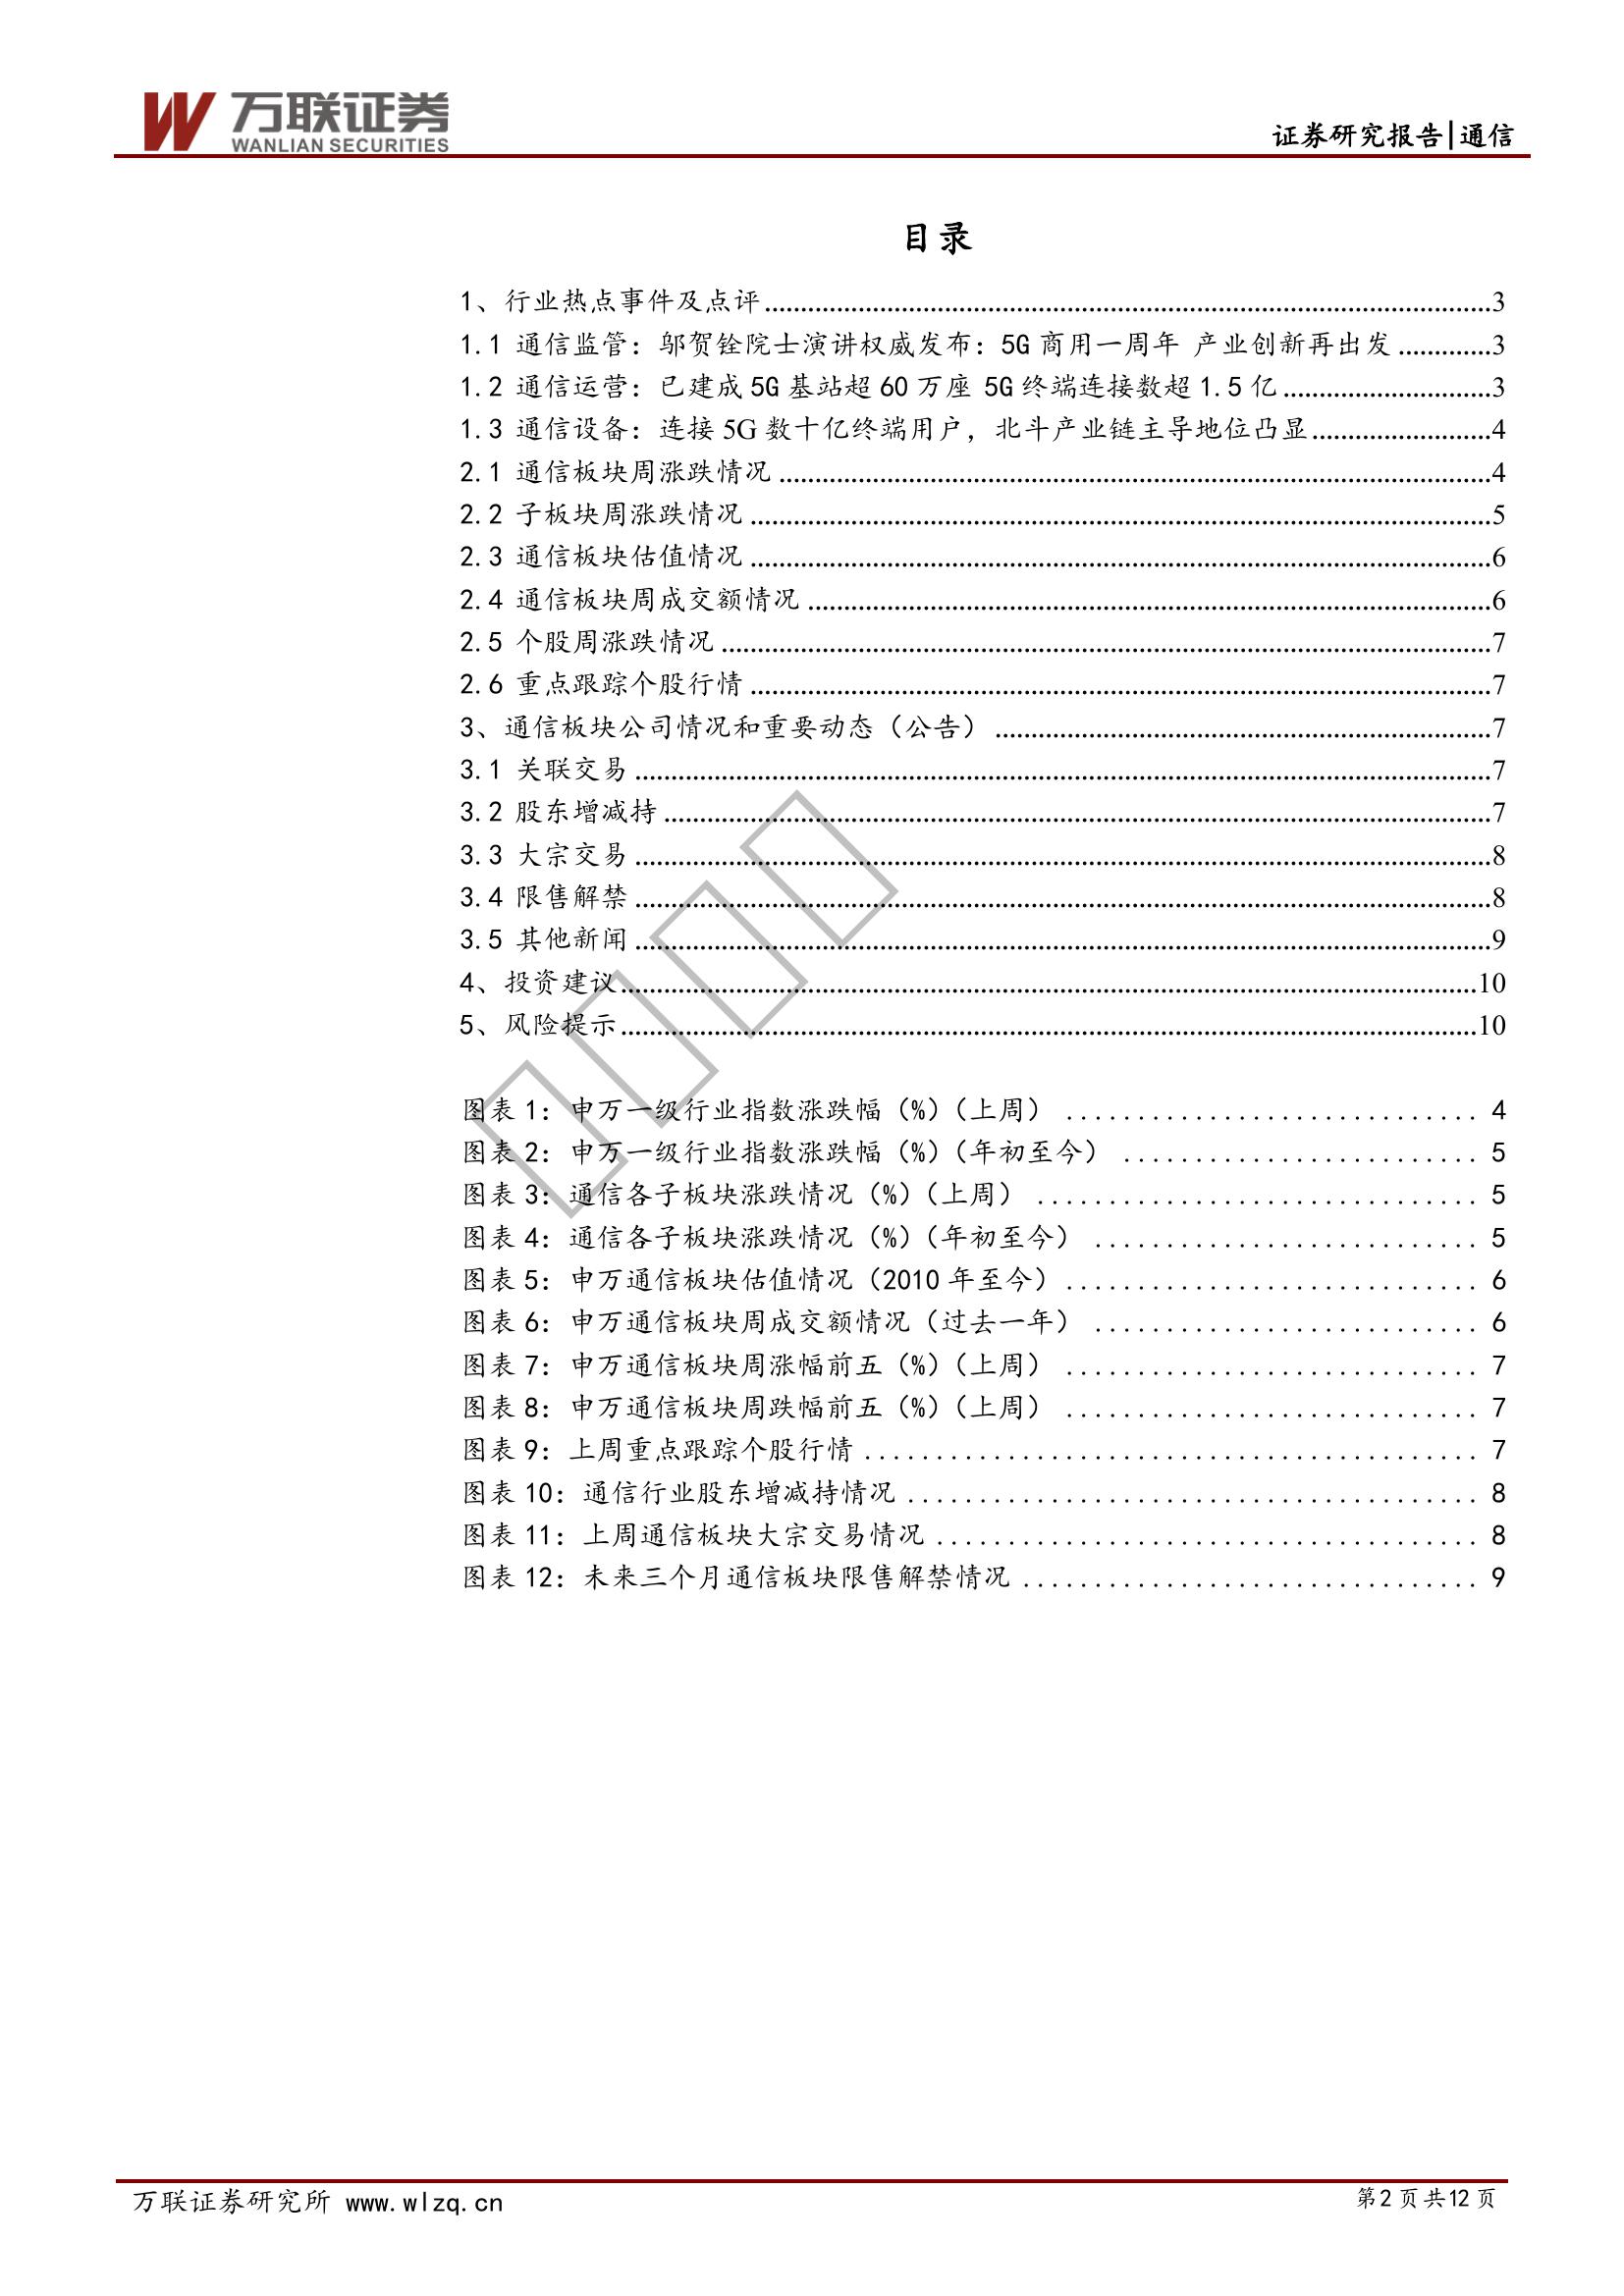 万联证券
WANLIAN SECURITIES
证券研究报告|通信
目录
1、行业热点事件及点评 3
1.1 通信监管：邬贺铨院士演讲权威发布：5G 商用一周年 产业创新再出发 3
1.2 通信运营：已建成 5G 基站超 60 万座 5G 终端连接数超 1.5 亿 3
1.3 通信设备：连接 5G 数十亿终端用户，北斗产业链主导地位凸显 4
2.1 通信板块周涨跌情况 4
2.2 子板块周涨跌情况 5
2.3 通信板块估值情况 6
2.4 通信板块周成交额情况 6
2.5 个股周涨跌情况 7
2.6 重点跟踪个股行情 7
3、通信板块公司情况和重要动态（公告） 7
3.1 关联交易 7
3.2 股东增减持 7
3.3 大宗交易 8
3.4 限售解禁 8
3.5 其他新闻 9
4、投资建议 10
5、风险提示 10
图表 1：申万一级行业指数涨跌幅（%）（上周） 4
图表 2：申万一级行业指数涨跌幅（%）（年初至今） 5
图表 3：通信各子板块涨跌情况（%）（上周） 5
图表 4：通信各子板块涨跌情况（%）（年初至今） 5
图表 5：申万通信板块估值情况（2010 年至今） 6
图表 6：申万通信板块周成交额情况（过去一年） 6
图表 7：申万通信板块周涨幅前五（%）（上周） 7
图表 8：申万通信板块周跌幅前五（%）（上周） 7
图表 9：上周重点跟踪个股行情 7
图表 10：通信行业股东增减持情况 8
图表 11：上周通信板块大宗交易情况 8
图表 12：未来三个月通信板块限售解禁情况 9
万联证券研究所 www.wlzq.cn
第 2 页 共 12 页